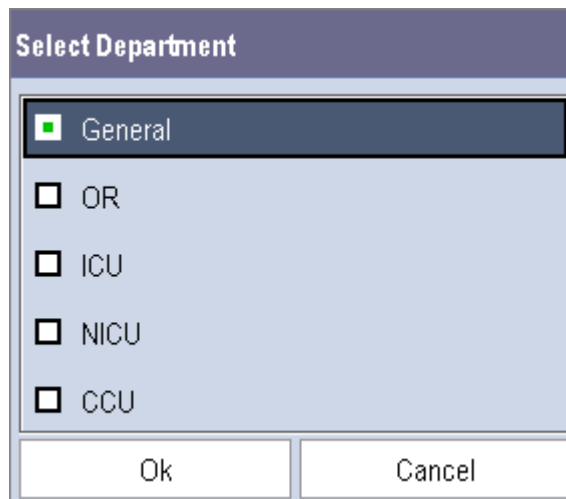 Select Department
General
OR
ICU
NICU
CCU
Ok
Cancel